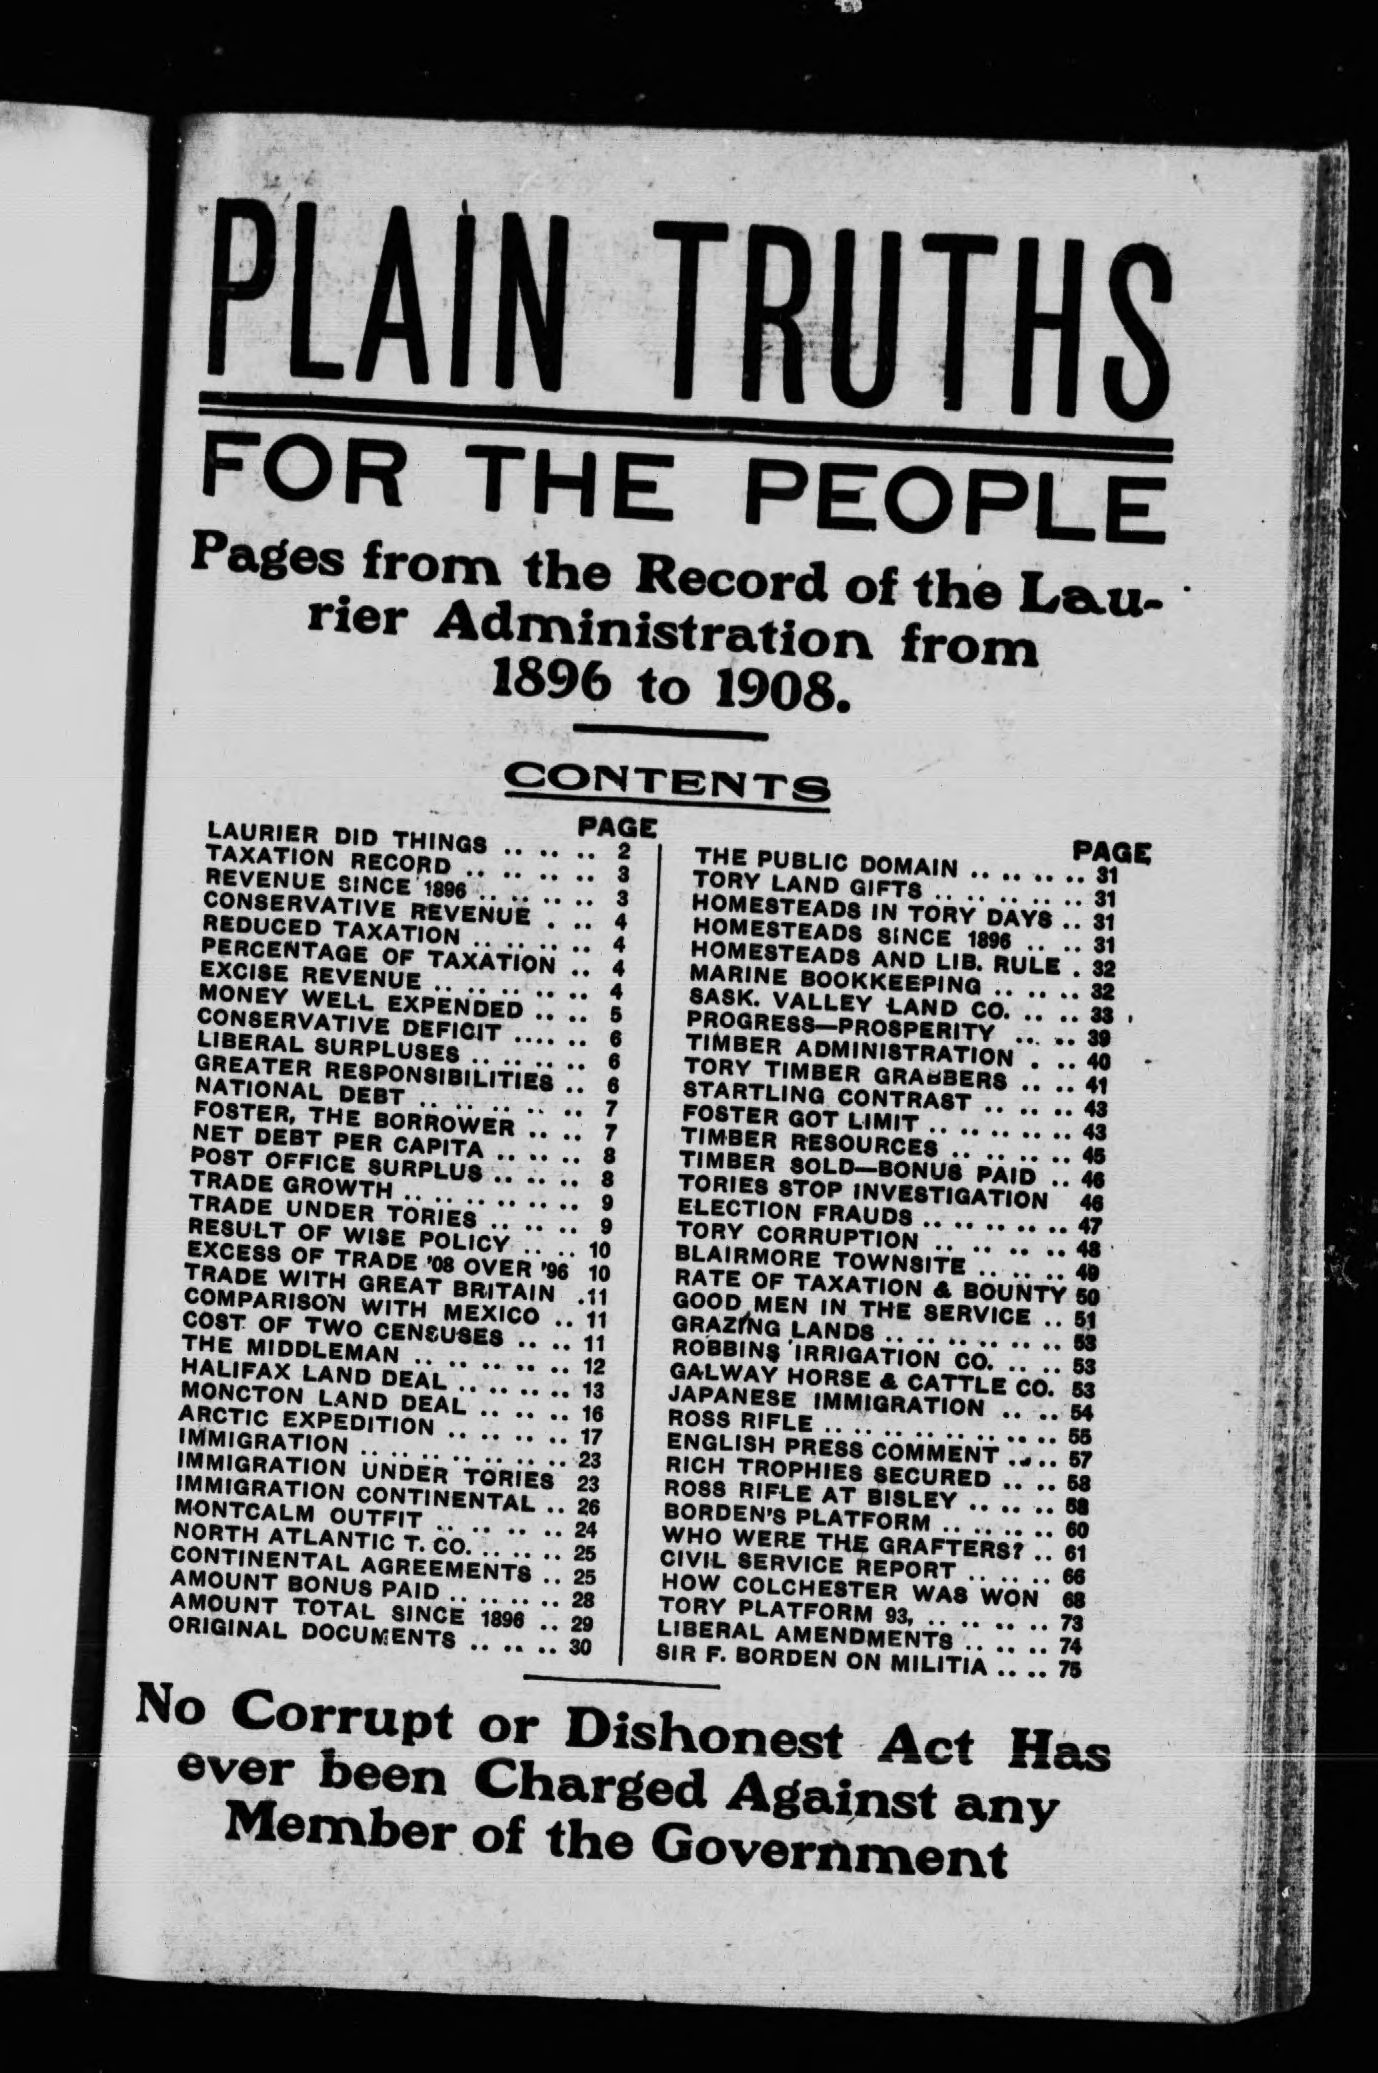 PLAIN TRUTHS
FOR THE PEOPLE
Pages from the Record of the Lau-
rier Administration from
1896 to 1908.
CONTENTS
PAGE
LAURIER DID THINGS .. .. .. 2
TAXATION RECORD .. .. .. .. 3
REVENUE SINCE 1896 .. .. .. .. 3
CONSERVATIVE REVENUE . .. 4
REDUCED TAXATION .. .. .. .. 4
PERCENTAGE OF TAXATION .. 4
EXCISE REVENUE .. .. .. .. .. 4
MONEY WELL EXPENDED .. .. 5
CONSERVATIVE DEFICIT .... .. 6
LIBERAL SURPLUSES .. .. .. .. 6
GREATER RESPONSIBILITIES .. 6
NATIONAL DEBT .. .. .. .. .. 7
FOSTER, THE BORROWER .. .. 7
NET DEBT PER CAPITA .. .. .. 8
POST OFFICE SURPLUS .. .. .. 8
TRADE GROWTH .. .. .. .. .. .. 9
TRADE UNDER TORIES .. .. .. 9
RESULT OF WISE POLICY .. .. 10
EXCESS OF TRADE '08 OVER '96 10
TRADE WITH GREAT BRITAIN .11
COMPARISON WITH MEXICO .. 11
COST OF TWO CENSUSES .. .. 11
THE MIDDLEMAN .. .. .. .. .. 12
HALIFAX LAND DEAL .. .. .. .. 13
MONCTON LAND DEAL .. .. .. 16
ARCTIC EXPEDITION .. .. .. .. 17
IMMIGRATION .. .. .. .. .. .. .. 23
IMMIGRATION UNDER TORIES 23
IMMIGRATION CONTINENTAL .. 26
MONTCALM OUTFIT .. .. .. .. 24
NORTH ATLANTIC T. CO. .. .. .. 25
CONTINENTAL AGREEMENTS .. 25
AMOUNT BONUS PAID .. .. .. .. 28
AMOUNT TOTAL SINCE 1896 .. 29
ORIGINAL DOCUMENTS .. .. .. 30
PAGE
THE PUBLIC DOMAIN .. .. .. .. 31
TORY LAND GIFTS .. .. .. .. .. 31
HOMESTEADS IN TORY DAYS .. 31
HOMESTEADS SINCE 1896 .. .. 31
HOMESTEADS AND LIB. RULE . 32
MARINE BOOKKEEPING .. .. .. 32
SASK. VALLEY LAND CO. .. .. 33
PROGRESS—PROSPERITY .. .. 39
TIMBER ADMINISTRATION . .. 40
TORY TIMBER GRABBERS .. .. 41
STARTLING CONTRAST .. .. .. 43
FOSTER GOT LIMIT .. .. .. .. .. 43
TIMBER RESOURCES .. .. .. .. 45
TIMBER SOLD—BONUS PAID .. 46
TORIES STOP INVESTIGATION 46
ELECTION FRAUDS .. .. .. .. .. 47
TORY CORRUPTION .. .. .. .. 48
BLAIRMORE TOWNSITE .. .. .. 49
RATE OF TAXATION & BOUNTY 50
GOOD MEN IN THE SERVICE .. 51
GRAZING LANDS .. .. .. .. .. .. 53
ROBBINS IRRIGATION CO. .. .. 53
GALWAY HORSE & CATTLE CO. 53
JAPANESE IMMIGRATION .. .. 54
ROSS RIFLE .. .. .. .. .. .. .. .. 55
ENGLISH PRESS COMMENT .. .. 57
RICH TROPHIES SECURED .. .. 58
ROSS RIFLE AT BISLEY .. .. .. 58
BORDEN'S PLATFORM .. .. .. .. 60
WHO WERE THE GRAFTERS? .. 61
CIVIL SERVICE REPORT .. .. .. 66
HOW COLCHESTER WAS WON 68
TORY PLATFORM 93, .. .. .. .. 73
LIBERAL AMENDMENTS .. .. .. 74
SIR F. BORDEN ON MILITIA .. .. 75
No Corrupt or Dishonest Act Has
ever been Charged Against any
Member of the Government